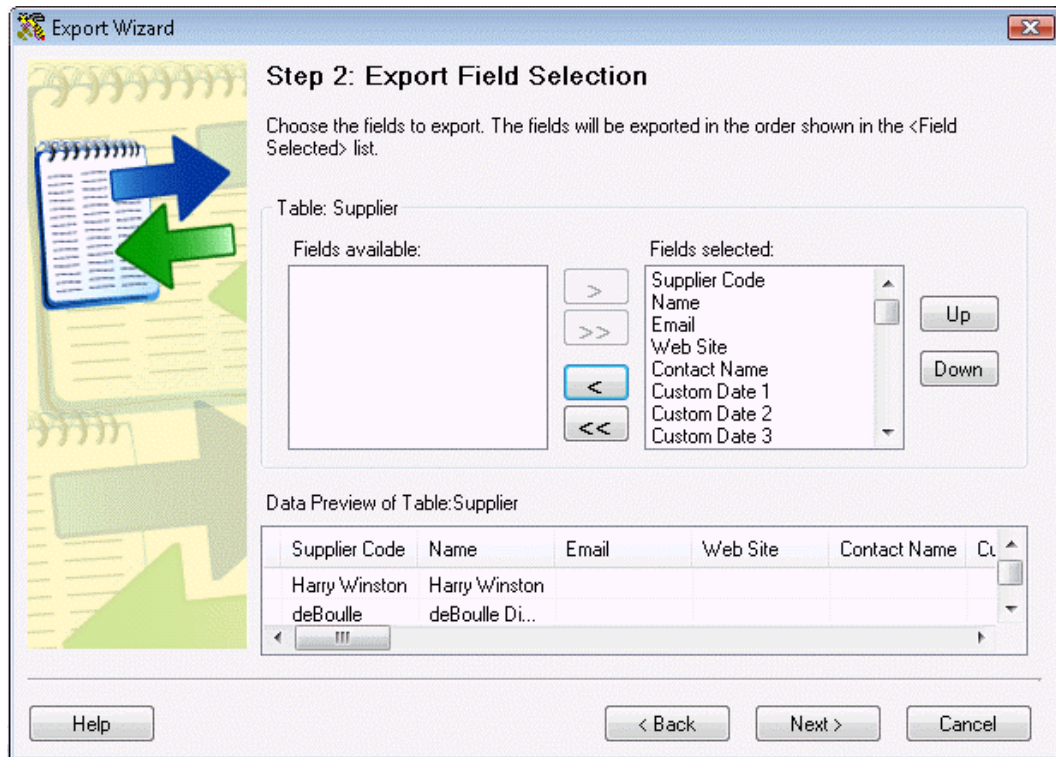 Export Wizard
Step 2: Export Field Selection
Choose the fields to export. The fields will be exported in the order shown in the <Field
Selected> list.
Table: Supplier
Fields available:
Fields selected:
>
>>
<
<<
Supplier Code
Name
Email
Web Site
Contact Name
Custom Date 1
Custom Date 2
Custom Date 3
Up
Down
Data Preview of Table:Supplier
Supplier Code Name Email Web Site Contact Name Cu
Harry Winston Harry Winston
deBoulle deBoulle Di...
Help < Back Next > Cancel